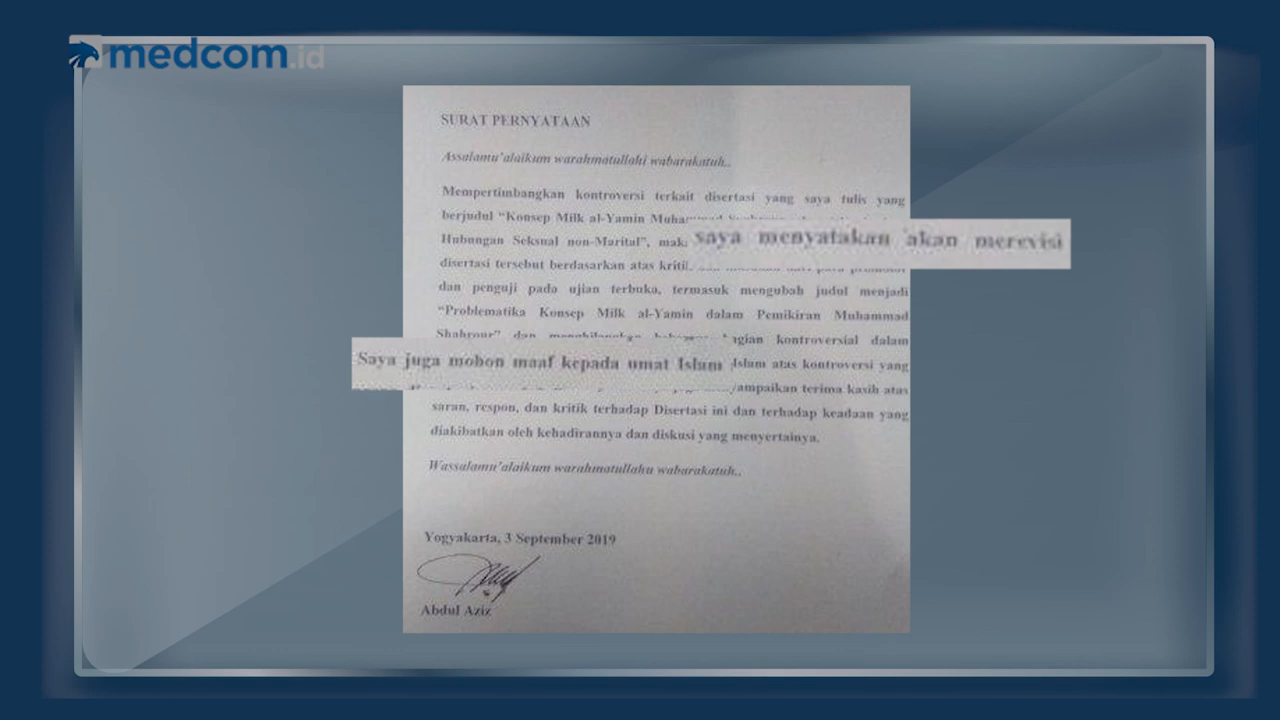 medcom.id
SURAT PERNYATAAN
Assalamu'alaikum warahmatullahi wabarakatuh..
Mempertimbangkan kontroversi terkait disertasi yang saya tulis yang
berjudul "Konsep Milk al-Yamin
Hubungan Seksual non-Marital",
saya menyatakan akan merevisi
disertasi tersebut berdasarkan atas
dan penguji pada ujian terbuka, termasuk mengubah judul menjadi
"Problematika Konsep Milk al-Yamin dalam Pemikiran Muhammad
Shahrour" dan kontroversial dalam
Saya juga mohon maaf kepada umat Islam
Islam atas kontroversi yang
terima kasih atas
saran, respon, dan kritik terhadap Disertasi ini dan terhadap keadaan yang
diakibatkan oleh kehadirannya dan diskusi yang menyertainya.
Wassalamu'alaikum warahmatullahu wabarakatuh..
Yogyakarta, 3 September 2019
Abdul Aziz